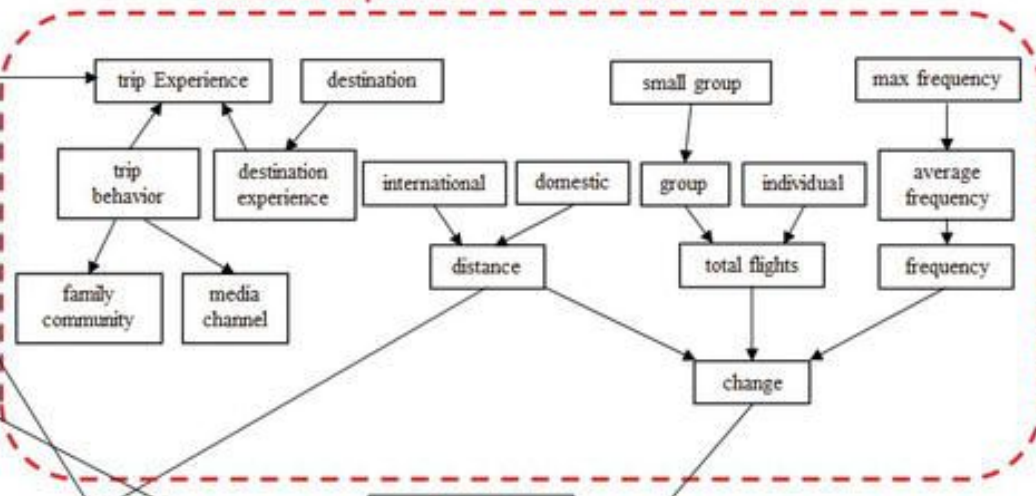 trip Experience
destination
small group
max frequency
trip
behavior
destination
experience
international
domestic
group
individual
average
frequency
distance
total flights
frequency
family
community
media
channel
change